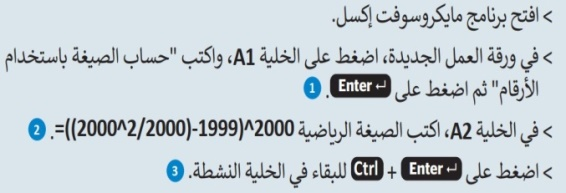 > افتح برنامج مايكروسوفت إكسل.
> في ورقة العمل الجديدة، اضغط على الخلية A1، واكتب "حساب الصيغة باستخدام
الأرقام" ثم اضغط على Enter ↵. 1
> في الخلية A2، اكتب الصيغة الرياضية 2000^(1999-(2000/2^2000))=. 2
> اضغط على Enter ↵ + Ctrl للبقاء في الخلية النشطة. 3